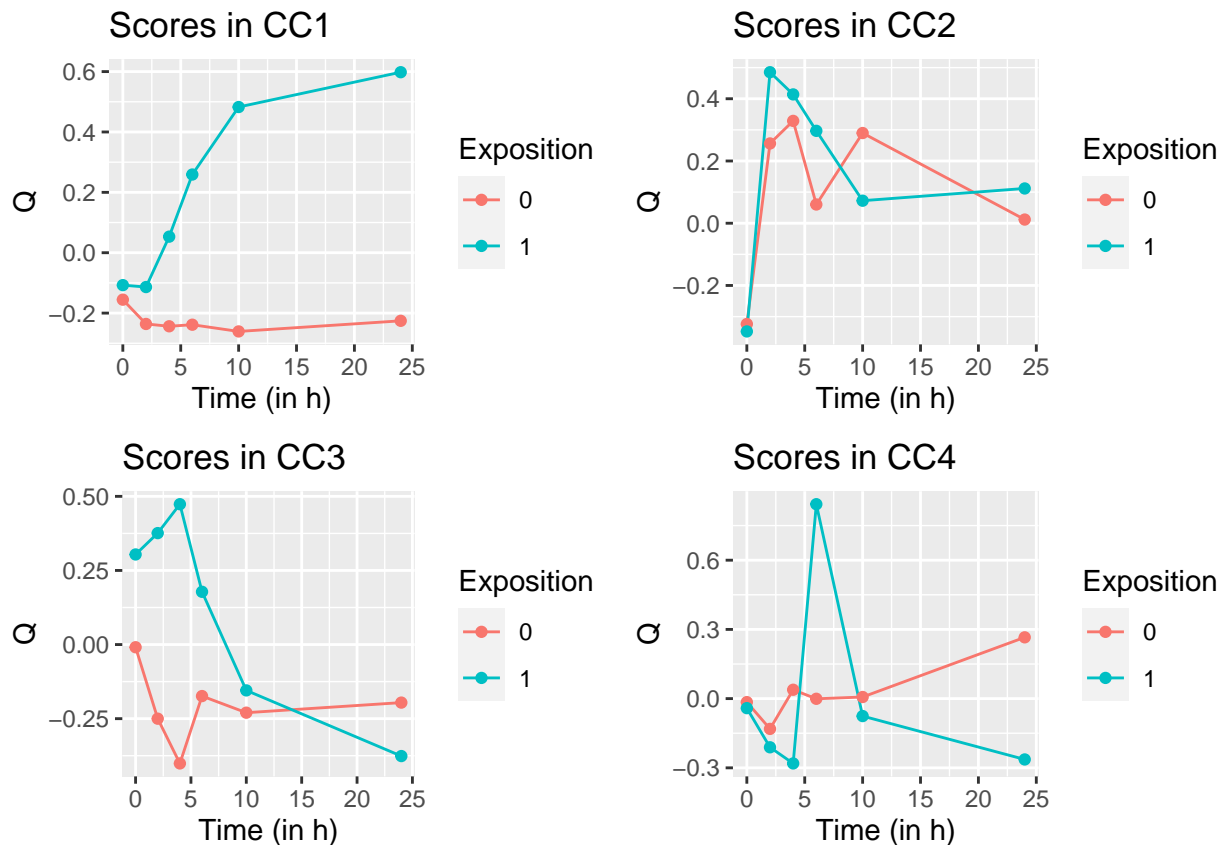 Scores in CC1
0.6
0.4
0.2
0.0
−0.2
Q
0 5 10 15 20 25
Time (in h)
Exposition
0
1
Scores in CC2
0.4
0.2
0.0
−0.2
Q
0 5 10 15 20 25
Time (in h)
Exposition
0
1
Scores in CC3
0.50
0.25
0.00
−0.25
Q
0 5 10 15 20 25
Time (in h)
Exposition
0
1
Scores in CC4
0.6
0.3
0.0
−0.3
Q
0 5 10 15 20 25
Time (in h)
Exposition
0
1